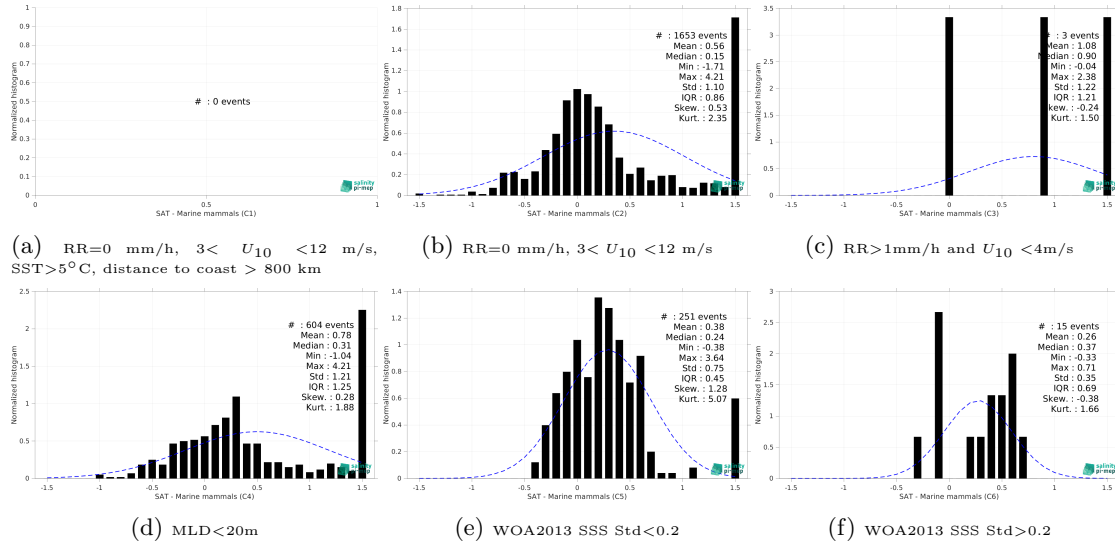 Normalized histogram
1
0.9
0.8
0.7
0.6
0.5
0.4
0.3
0.2
0.1
0
# : 0 events
0
0.5
1
SAT - Marine mammals (C1)
salinity
pi-mep
(a) RR=0 mm/h, 3< U10 <12 m/s,
SST>5°C, distance to coast > 800 km
Normalized histogram
1.8
1.6
1.4
1.2
1
0.8
0.6
0.4
0.2
0
# : 1653 events
Mean : 0.56
Median : 0.15
Min : -1.71
Max : 4.21
Std : 1.10
IQR : 0.86
Skew. : 0.53
Kurt. : 2.35
-1.5
-1
-0.5
0
0.5
1
1.5
SAT - Marine mammals (C2)
salinity
pi-mep
(b) RR=0 mm/h, 3< U10 <12 m/s
Normalized histogram
3.5
3
2.5
2
1.5
1
0.5
0
# : 3 events
Mean : 1.08
Median : 0.90
Min : -0.04
Max : 2.38
Std : 1.22
IQR : 1.21
Skew. : -0.24
Kurt. : 1.50
-1.5
-1
-0.5
0
0.5
1
1.5
SAT - Marine mammals (C3)
salinity
pi-mep
(c) RR>1mm/h and U10 <4m/s
Normalized histogram
2.5
2
1.5
1
0.5
0
# : 604 events
Mean : 0.78
Median : 0.31
Min : -1.04
Max : 4.21
Std : 1.21
IQR : 1.25
Skew. : 0.28
Kurt. : 1.88
-1.5
-1
-0.5
0
0.5
1
1.5
SAT - Marine mammals (C4)
salinity
pi-mep
(d) MLD<20m
Normalized histogram
1.4
1.2
1
0.8
0.6
0.4
0.2
0
# : 251 events
Mean : 0.38
Median : 0.24
Min : -0.38
Max : 3.64
Std : 0.75
IQR : 0.45
Skew. : 1.28
Kurt. : 5.07
-1.5
-1
-0.5
0
0.5
1
1.5
SAT - Marine mammals (C5)
salinity
pi-mep
(e) WOA2013 SSS Std<0.2
Normalized histogram
3
2.5
2
1.5
1
0.5
0
# : 15 events
Mean : 0.26
Median : 0.37
Min : -0.33
Max : 0.71
Std : 0.35
IQR : 0.69
Skew. : -0.38
Kurt. : 1.66
-1.5
-1
-0.5
0
0.5
1
1.5
SAT - Marine mammals (C6)
salinity
pi-mep
(f) WOA2013 SSS Std>0.2